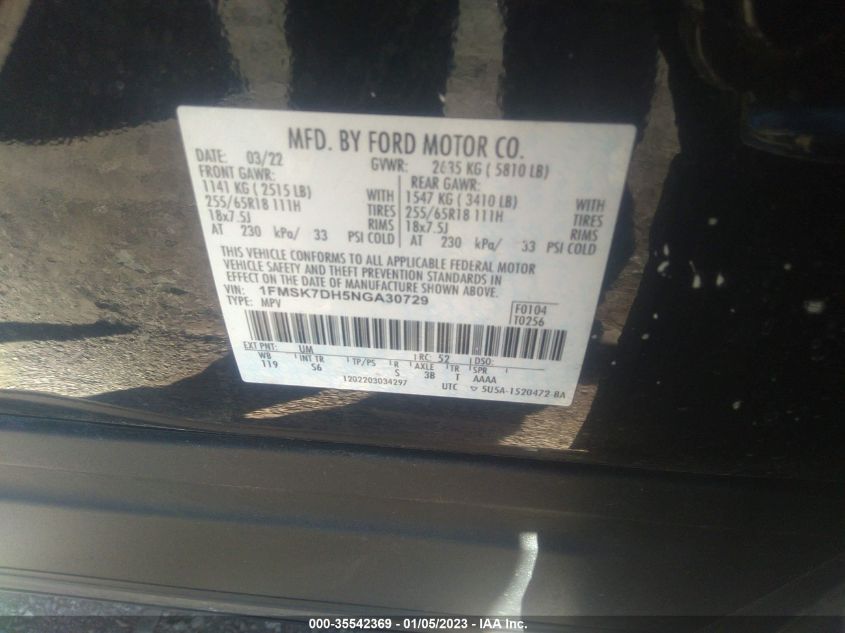 MFD. BY FORD MOTOR CO.
DATE: 03/22 GVWR: 2635 KG ( 5810 LB)
FRONT GAWR: REAR GAWR:
1141 KG ( 2515 LB) WITH 1547 KG ( 3410 LB) WITH
255/65R18 111H TIRES 255/65R18 111H TIRES
18x7.5J RIMS 18x7.5J RIMS
AT 230 kPa/ 33 PSI COLD AT 230 kPa/ 33 PSI COLD
THIS VEHICLE CONFORMS TO ALL APPLICABLE FEDERAL MOTOR
VEHICLE SAFETY AND THEFT PREVENTION STANDARDS IN
EFFECT ON THE DATE OF MANUFACTURE SHOWN ABOVE.
VIN: 1FMSK7DH5NGA30729
TYPE: MPV F0104
T0256
EXT PNT: UM RC: 52 DSO:
WB INT TR TP/PS R AXLE TR SPR
119 S6 S 3B T AAAA
1202203034297 UTC 5U5A-1520472-BA
000-35542369 - 01/05/2023 - IAA Inc.